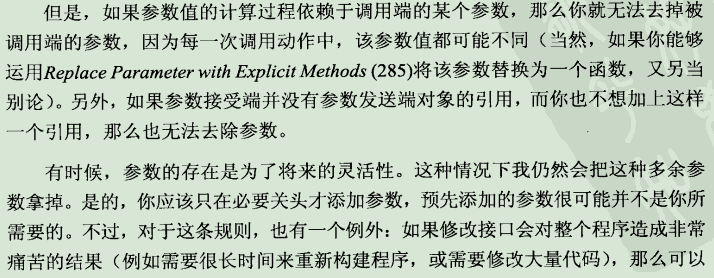 但是，如果参数值的计算过程依赖于调用端的某个参数，那么你就无法去掉被
调用端的参数，因为每一次调用动作中，该参数值都可能不同（当然，如果你能够
运用Replace Parameter with Explicit Methods (285)将该参数替换为一个函数，又另当
别论）。另外，如果参数接受端并没有参数发送端对象的引用，而你也不想加上这样
一个引用，那么也无法去除参数。
有时候，参数的存在是为了将来的灵活性。这种情况下我仍然会把这种多余参
数拿掉。是的，你应该只在必要关头才添加参数，预先添加的参数很可能并不是你所
需要的。不过，对于这条规则，也有一个例外：如果修改接口会对整个程序造成非常
痛苦的结果（例如需要很长时间来重新构建程序，或需要修改大量代码），那么可以